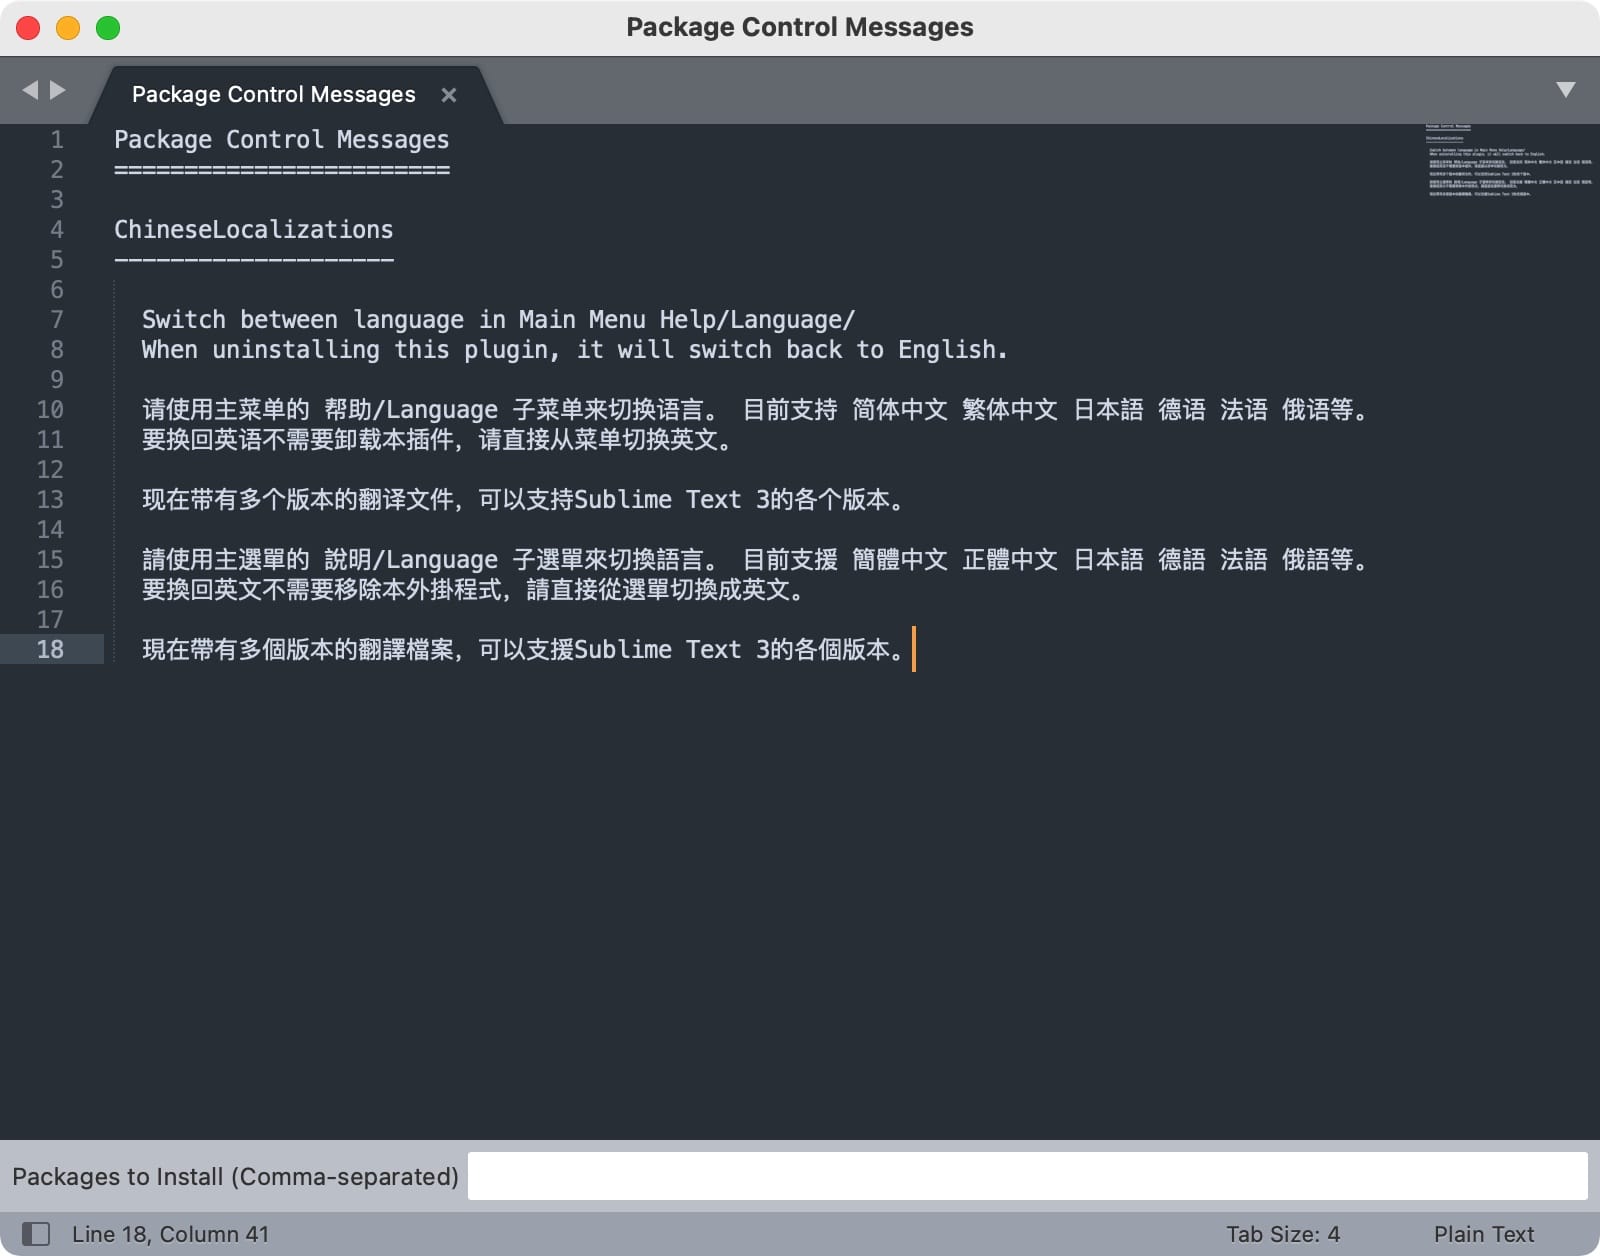 Package Control Messages
Package Control Messages
1 Package Control Messages
2 ========================
3
4 ChineseLocalizations
5 --------------------
6
7 Switch between language in Main Menu Help/Language/
8 When uninstalling this plugin, it will switch back to English.
9
10 请使用主菜单的 帮助/Language 子菜单来切换语言。 目前支持 简体中文 繁体中文 日本語 德语 法语 俄语等。
11 要换回英语不需要卸载本插件，请直接从菜单切换英文。
12
13 现在带有多个版本的翻译文件，可以支持Sublime Text 3的各个版本。
14
15 請使用主選單的 說明/Language 子選單來切換語言。 目前支援 簡體中文 正體中文 日本語 德語 法語 俄語等。
16 要換回英文不需要移除本外掛程式，請直接從選單切換成英文。
17
18 現在帶有多個版本的翻譯檔案，可以支援Sublime Text 3的各個版本。
Packages to Install (Comma-separated)
Line 18, Column 41 Tab Size: 4 Plain Text